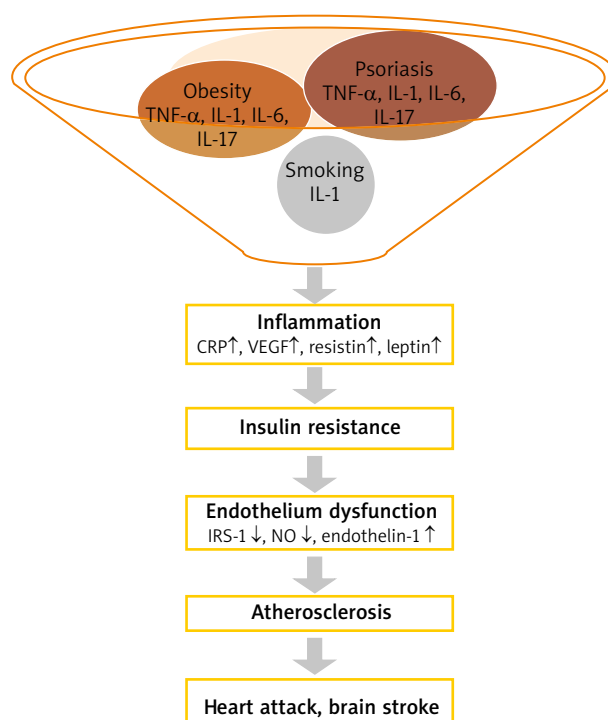 Obesity
TNF-α, IL-1, IL-6,
IL-17
Psoriasis
TNF-α, IL-1, IL-6,
IL-17
Smoking
IL-1
Inflammation
CRP↑, VEGF↑, resistin↑, leptin↑
Insulin resistance
Endothelium dysfunction
IRS-1 ↓, NO ↓, endothelin-1 ↑
Atherosclerosis
Heart attack, brain stroke